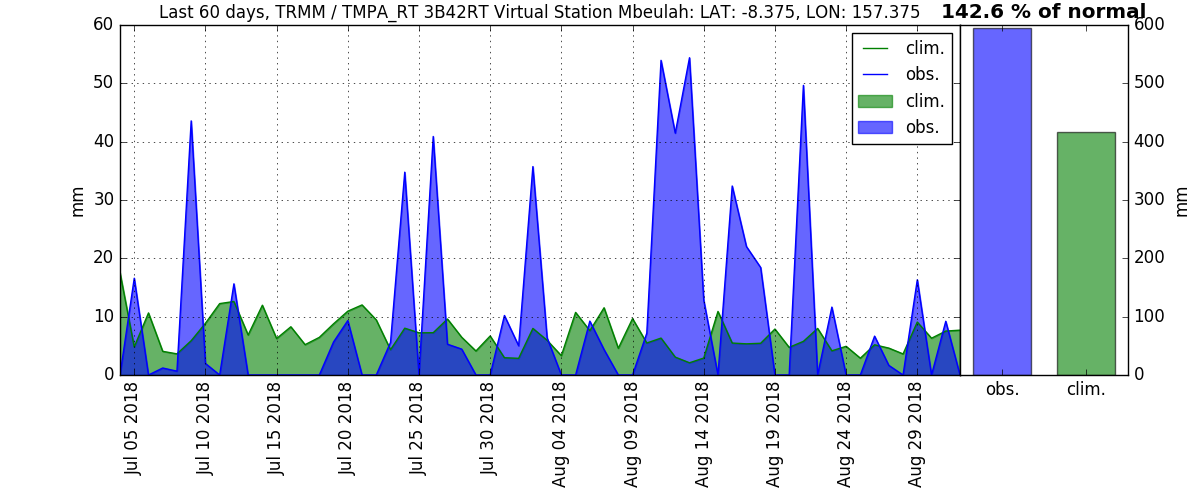 Last 60 days, TRMM / TMPA_RT 3B42RT Virtual Station Mbeulah: LAT: -8.375, LON: 157.375
142.6 % of normal
60
50
40
30
20
10
0
mm
clim.
obs.
clim.
obs.
600
500
400
300
200
100
0
mm
Jul 05 2018
Jul 10 2018
Jul 15 2018
Jul 20 2018
Jul 25 2018
Jul 30 2018
Aug 04 2018
Aug 09 2018
Aug 14 2018
Aug 19 2018
Aug 24 2018
Aug 29 2018
obs.
clim.